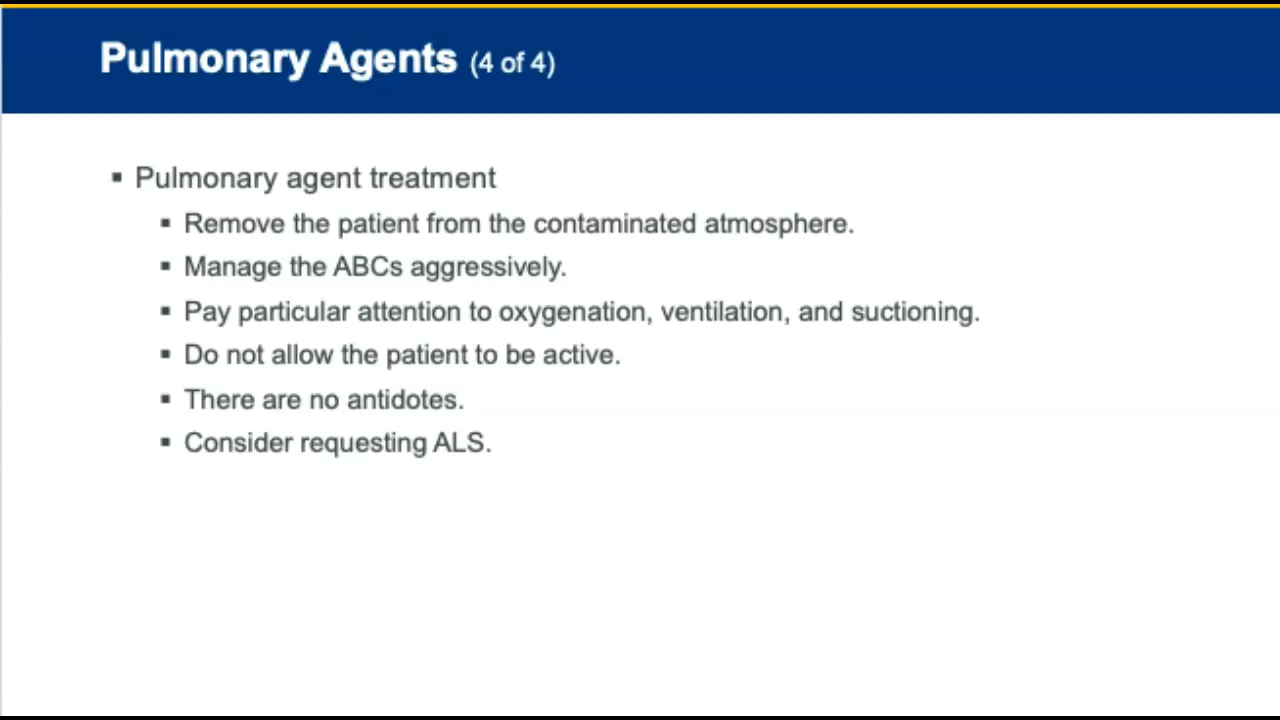 Pulmonary Agents (4 of 4)
▪ Pulmonary agent treatment
▪ Remove the patient from the contaminated atmosphere.
▪ Manage the ABCs aggressively.
▪ Pay particular attention to oxygenation, ventilation, and suctioning.
▪ Do not allow the patient to be active.
▪ There are no antidotes.
▪ Consider requesting ALS.